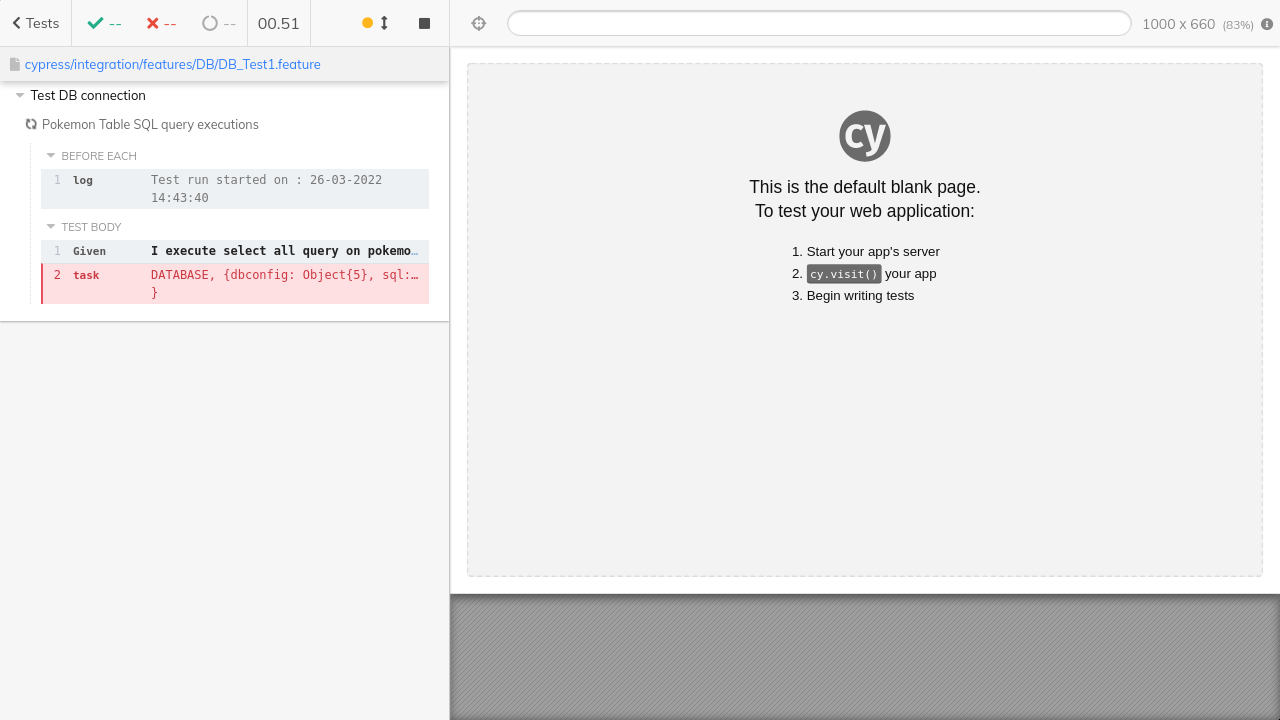 Tests -- -- -- 00.51
1000 x 660 (83%)
cypress/integration/features/DB/DB_Test1.feature
Test DB connection
Pokemon Table SQL query executions
BEFORE EACH
1 log Test run started on : 26-03-2022
14:43:40
TEST BODY
1 Given I execute select all query on pokemo…
2 task DATABASE, {dbconfig: Object{5}, sql:…
}
cy
This is the default blank page.
To test your web application:
1. Start your app's server
2. cy.visit() your app
3. Begin writing tests